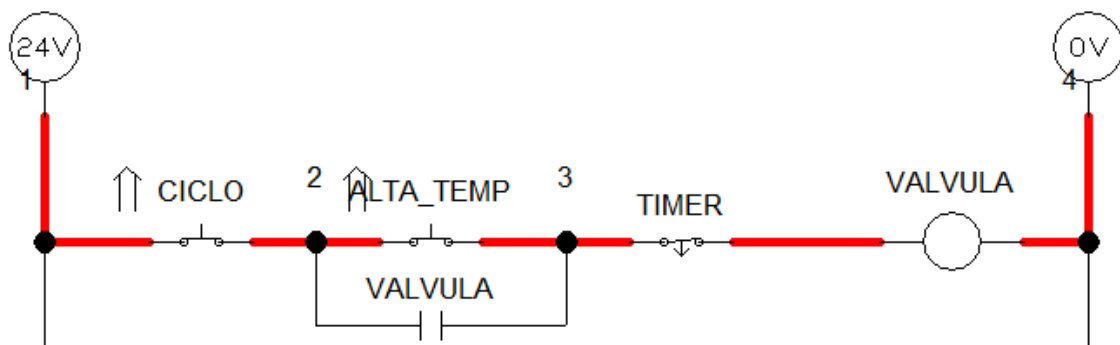 24V
0V
1
4
CICLO
2
ALTA_TEMP
3
TIMER
VALVULA
VALVULA